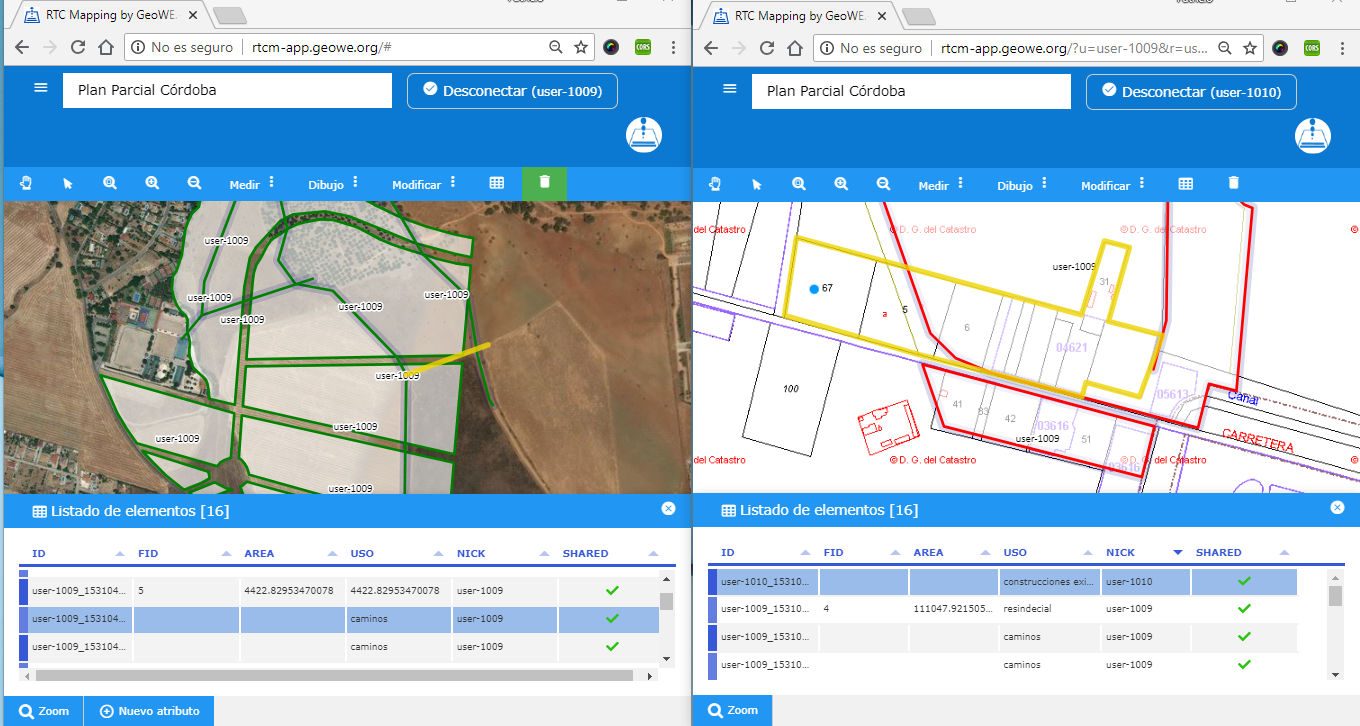 RTC Mapping by GeoWE.
No es seguro
rtcm-app.geowe.org/#
CORS
Plan Parcial Córdoba
Desconectar (user-1009)
Medir
Dibujo
Modificar
user-1009
user-1009
user-1009
user-1009
user-1009
user-1009
user-1009
user-1009
user-1009
Listado de elementos [16]
ID FID AREA USO NICK SHARED
user-1009_153104... 5 4422.82953470078 4422.82953470078 user-1009
user-1009_153104... caminos user-1009
user-1009_153104... caminos user-1009
Zoom
Nuevo atributo
RTC Mapping by GeoWE.
No es seguro
rtcm-app.geowe.org/?u=user-1009&r=us...
CORS
Plan Parcial Córdoba
Desconectar (user-1010)
Medir
Dibujo
Modificar
del Catastro
© D. G. del Catastro
© D. G. del Catastro
©
user-1009
31
67
a
5
6
04621
100
05613
Canal
41
83
42
03616
51
user-1009
CARRETERA
03616
del Catastro
© D. G. del Catastro
© D. G. del Catastro
©
Listado de elementos [16]
ID FID AREA USO NICK SHARED
user-1010_15310... construcciones exi... user-1010
user-1009_15310... 4 111047.921505... resindecial user-1009
user-1009_15310... caminos user-1009
user-1009_15310... caminos user-1009
Zoom